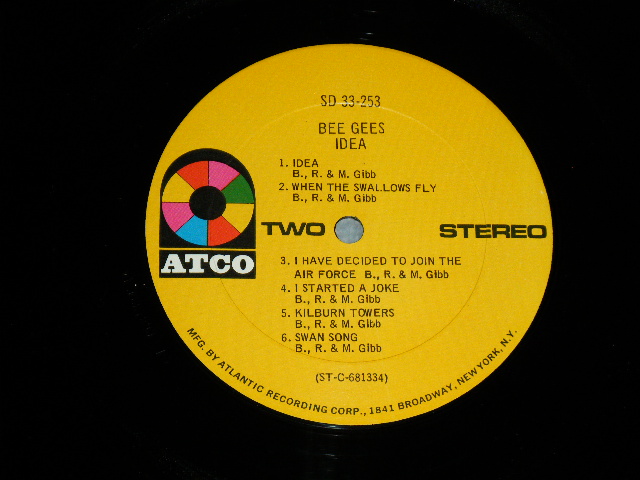 SD 33-253
BEE GEES
IDEA
1. IDEA
B., R. & M. Gibb
2. WHEN THE SWALLOWS FLY
B., R. & M. Gibb
ATCO
TWO
STEREO
3. I HAVE DECIDED TO JOIN THE
AIR FORCE B., R. & M. Gibb
4. I STARTED A JOKE
B., R. & M. Gibb
5. KILBURN TOWERS
B., R. & M. Gibb
6. SWAN SONG
B., R. & M. Gibb
(ST-C-681334)
MFG. BY ATLANTIC RECORDING CORP., 1841 BROADWAY, NEW YORK, N.Y.